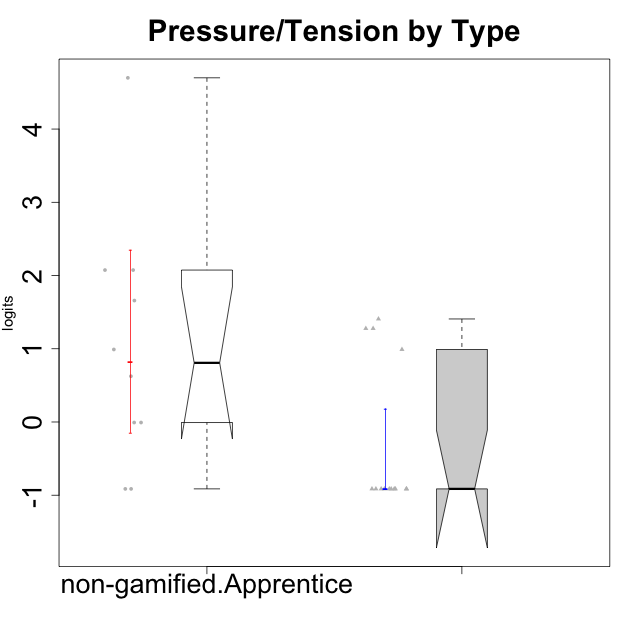 Pressure/Tension by Type
logits
4
3
2
1
0
-1
non-gamified.Apprentice